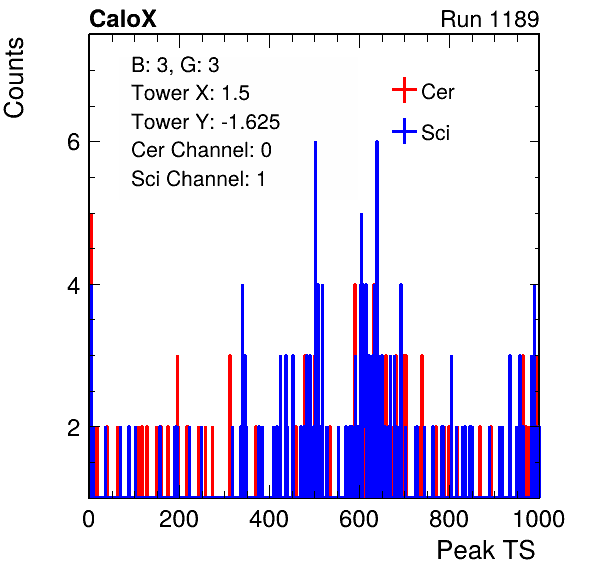 CaloX Run 1189
Counts
B: 3, G: 3
Tower X: 1.5
Tower Y: -1.625
Cer Channel: 0
Sci Channel: 1
Cer
Sci
6
4
2
0 200 400 600 800 1000
Peak TS